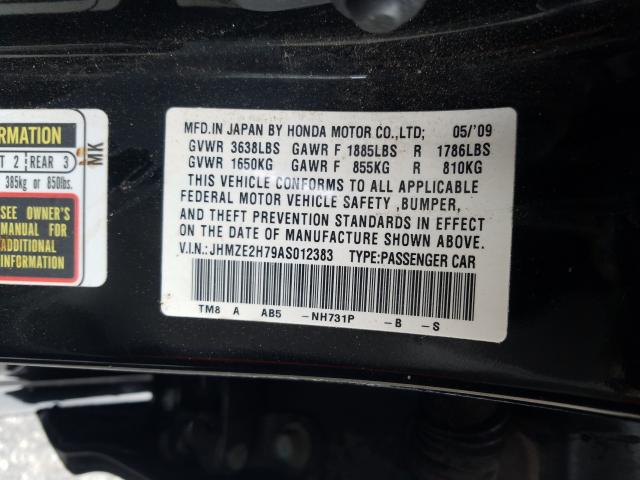 MFD.IN JAPAN BY HONDA MOTOR CO.,LTD; 05/'09
GVWR 3638LBS GAWR F 1885LBS R 1786LBS
GVWR 1650KG GAWR F 855KG R 810KG
THIS VEHICLE CONFORMS TO ALL APPLICABLE
FEDERAL MOTOR VEHICLE SAFETY ,BUMPER,
AND THEFT PREVENTION STANDARDS IN EFFECT
ON THE DATE OF MANUFACTURE SHOWN ABOVE.
V.I.N.: JHMZE2H79AS012383 TYPE:PASSENGER CAR
TM8 A AB5 -NH731P -B -S
ORMATION
T 2 REAR 3
385kg or 850lbs.
SEE OWNER'S
MANUAL FOR
ADDITIONAL
INFORMATION
MK